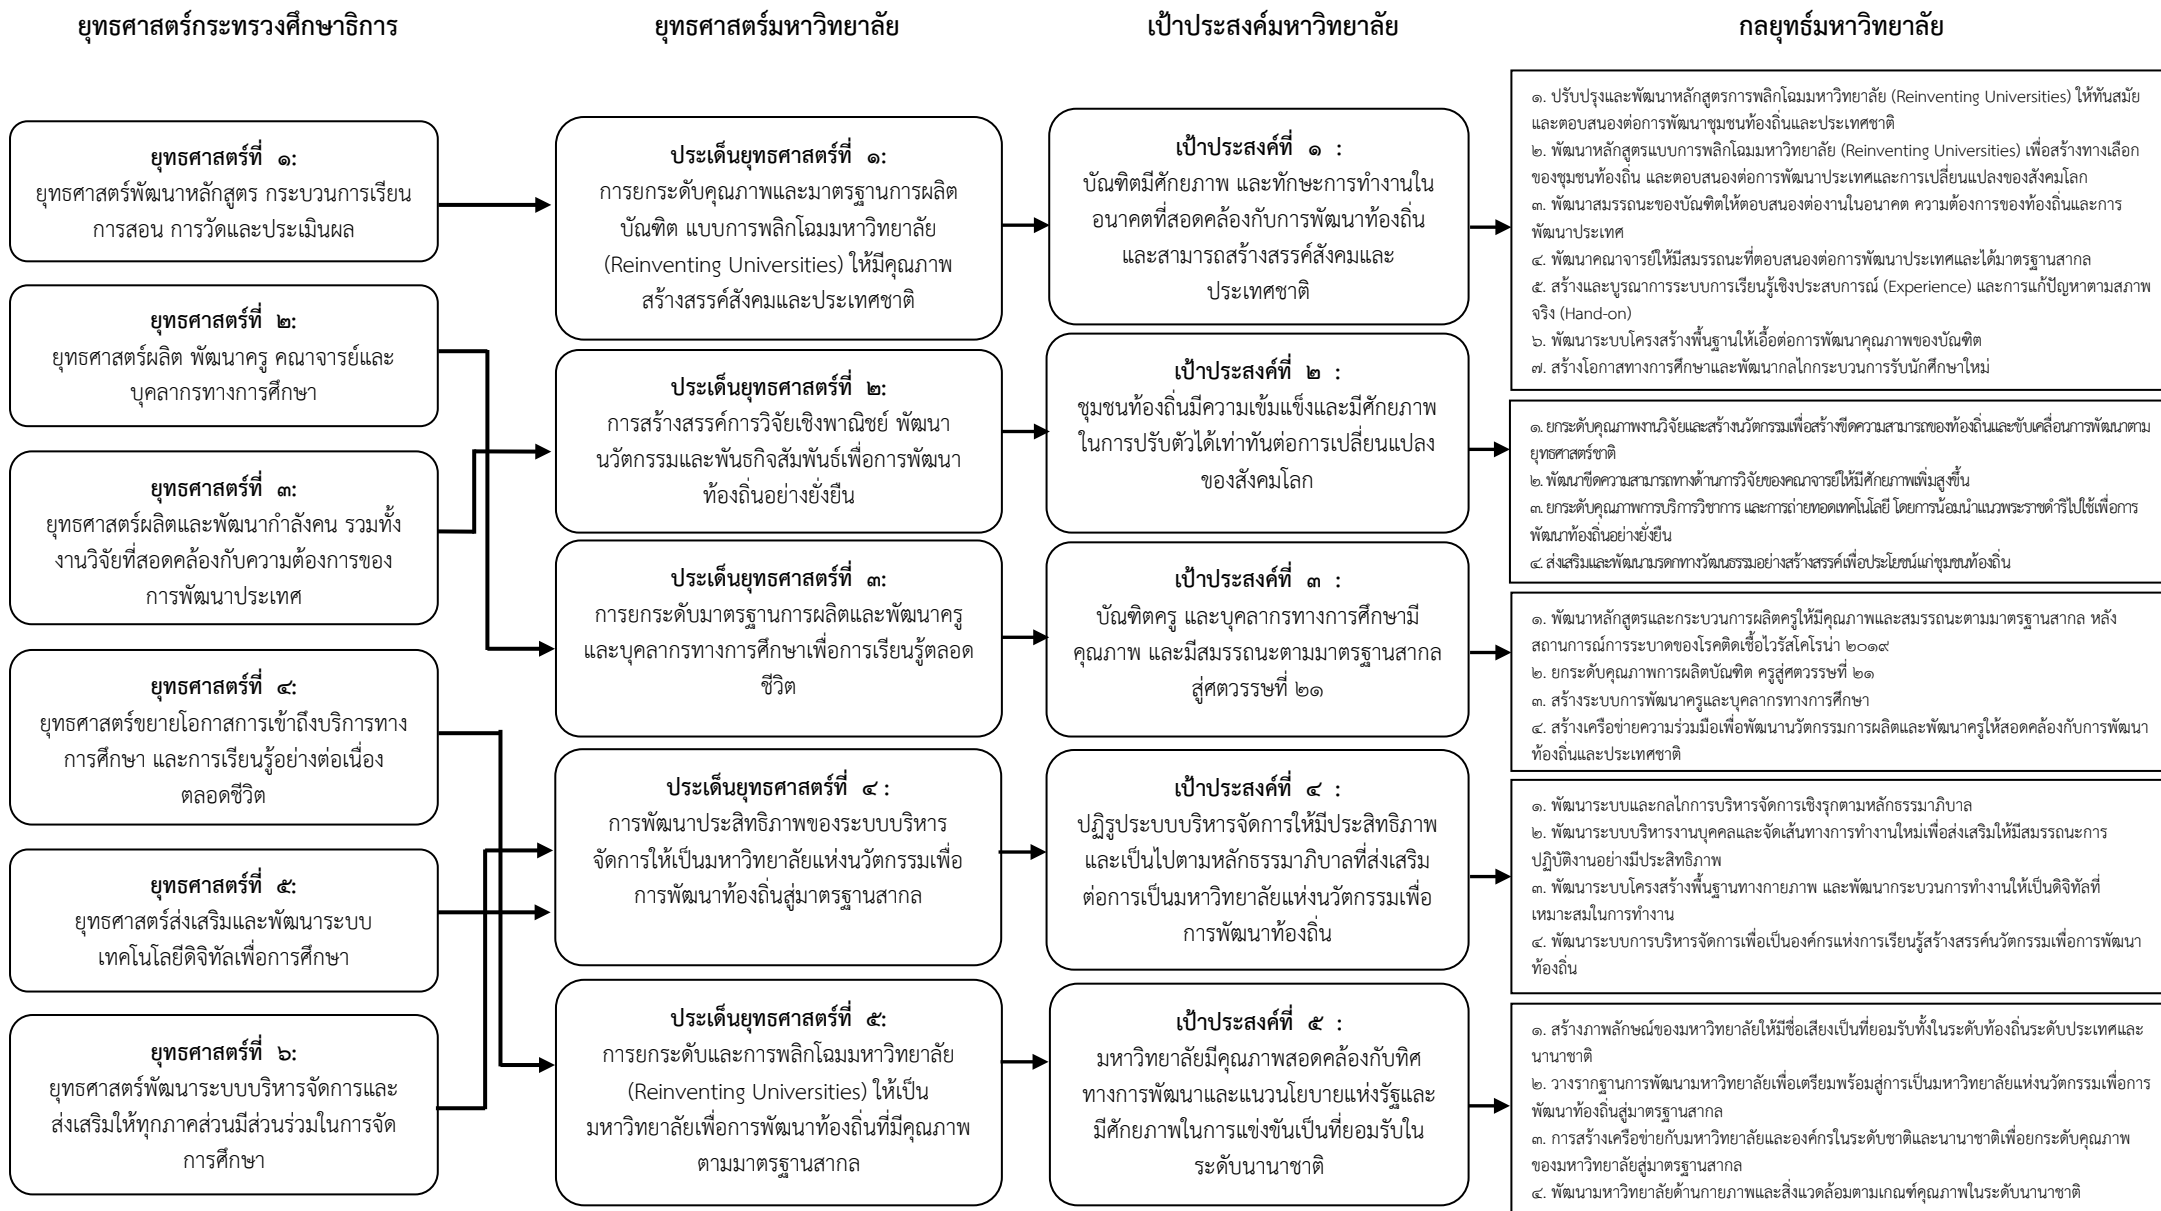 ยุทธศาสตร์กระทรวงศึกษาธิการ
ยุทธศาสตร์มหาวิทยาลัย
เป้าประสงค์มหาวิทยาลัย
กลยุทธ์มหาวิทยาลัย
ยุทธศาสตร์ที่ ๑:
ยุทธศาสตร์พัฒนาหลักสูตร กระบวนการเรียน
การสอน การวัดและประเมินผล
ยุทธศาสตร์ที่ ๒:
ยุทธศาสตร์ผลิต พัฒนาครู คณาจารย์และ
บุคลากรทางการศึกษา
ยุทธศาสตร์ที่ ๓:
ยุทธศาสตร์ผลิตและพัฒนากำลังคน รวมทั้ง
งานวิจัยที่สอดคล้องกับความต้องการของ
การพัฒนาประเทศ
ยุทธศาสตร์ที่ ๔:
ยุทธศาสตร์ขยายโอกาสการเข้าถึงบริการทาง
การศึกษา และการเรียนรู้อย่างต่อเนื่อง
ตลอดชีวิต
ยุทธศาสตร์ที่ ๕:
ยุทธศาสตร์ส่งเสริมและพัฒนาระบบ
เทคโนโลยีดิจิทัลเพื่อการศึกษา
ยุทธศาสตร์ที่ ๖:
ยุทธศาสตร์พัฒนาระบบบริหารจัดการและ
ส่งเสริมให้ทุกภาคส่วนมีส่วนร่วมในการจัด
การศึกษา
ประเด็นยุทธศาสตร์ที่ ๑:
การยกระดับคุณภาพและมาตรฐานการผลิต
บัณฑิต แบบการพลิกโฉมมหาวิทยาลัย
(Reinventing Universities) ให้มีคุณภาพ
สร้างสรรค์สังคมและประเทศชาติ
ประเด็นยุทธศาสตร์ที่ ๒:
การสร้างสรรค์การวิจัยเชิงพาณิชย์ พัฒนา
นวัตกรรมและพันธกิจสัมพันธ์เพื่อการพัฒนา
ท้องถิ่นอย่างยั่งยืน
ประเด็นยุทธศาสตร์ที่ ๓:
การยกระดับมาตรฐานการผลิตและพัฒนาครู
และบุคลากรทางการศึกษาเพื่อการเรียนรู้ตลอด
ชีวิต
ประเด็นยุทธศาสตร์ที่ ๔ :
การพัฒนาประสิทธิภาพของระบบบริหาร
จัดการให้เป็นมหาวิทยาลัยแห่งนวัตกรรมเพื่อ
การพัฒนาท้องถิ่นสู่มาตรฐานสากล
ประเด็นยุทธศาสตร์ที่ ๕:
การยกระดับและการพลิกโฉมมหาวิทยาลัย
(Reinventing Universities) ให้เป็น
มหาวิทยาลัยเพื่อการพัฒนาท้องถิ่นที่มีคุณภาพ
ตามมาตรฐานสากล
เป้าประสงค์ที่ ๑ :
บัณฑิตมีศักยภาพ และทักษะการทำงานใน
อนาคตที่สอดคล้องกับการพัฒนาท้องถิ่น
และสามารถสร้างสรรค์สังคมและ
ประเทศชาติ
เป้าประสงค์ที่ ๒ :
ชุมชนท้องถิ่นมีความเข้มแข็งและมีศักยภาพ
ในการปรับตัวได้เท่าทันต่อการเปลี่ยนแปลง
ของสังคมโลก
เป้าประสงค์ที่ ๓ :
บัณฑิตครู และบุคลากรทางการศึกษามี
คุณภาพ และมีสมรรถนะตามมาตรฐานสากล
สู่ศตวรรษที่ ๒๑
เป้าประสงค์ที่ ๔ :
ปฏิรูประบบบริหารจัดการให้มีประสิทธิภาพ
และเป็นไปตามหลักธรรมาภิบาลที่ส่งเสริม
ต่อการเป็นมหาวิทยาลัยแห่งนวัตกรรมเพื่อ
การพัฒนาท้องถิ่น
เป้าประสงค์ที่ ๕ :
มหาวิทยาลัยมีคุณภาพสอดคล้องกับทิศ
ทางการพัฒนาและแนวนโยบายแห่งรัฐและ
มีศักยภาพในการแข่งขันเป็นที่ยอมรับใน
ระดับนานาชาติ
๑. ปรับปรุงและพัฒนาหลักสูตรการพลิกโฉมมหาวิทยาลัย (Reinventing Universities) ให้ทันสมัย
และตอบสนองต่อการพัฒนาชุมชนท้องถิ่นและประเทศชาติ
๒. พัฒนาหลักสูตรแบบการพลิกโฉมมหาวิทยาลัย (Reinventing Universities) เพื่อสร้างทางเลือก
ของชุมชนท้องถิ่น และตอบสนองต่อการพัฒนาประเทศและการเปลี่ยนแปลงของสังคมโลก
๓. พัฒนาสมรรถนะของบัณฑิตให้ตอบสนองต่องานในอนาคต ความต้องการของท้องถิ่นและการ
พัฒนาประเทศ
๔. พัฒนาคณาจารย์ให้มีสมรรถนะที่ตอบสนองต่อการพัฒนาประเทศและได้มาตรฐานสากล
๕. สร้างและบูรณาการระบบการเรียนรู้เชิงประสบการณ์ (Experience) และการแก้ปัญหาตามสภาพ
จริง (Hand-on)
๖. พัฒนาระบบโครงสร้างพื้นฐานให้เอื้อต่อการพัฒนาคุณภาพของบัณฑิต
๗. สร้างโอกาสทางการศึกษาและพัฒนากลไกกระบวนการรับนักศึกษาใหม่
๑. ยกระดับคุณภาพงานวิจัยและสร้างนวัตกรรมเพื่อสร้างขีดความสามารถของท้องถิ่นและขับเคลื่อนการพัฒนาตาม
ยุทธศาสตร์ชาติ
๒. พัฒนาขีดความสามารถทางด้านการวิจัยของคณาจารย์ให้มีศักยภาพเพิ่มสูงขึ้น
๓. ยกระดับคุณภาพการบริการวิชาการ และการถ่ายทอดเทคโนโลยี โดยการน้อมนำแนวพระราชดำริไปใช้เพื่อการ
พัฒนาท้องถิ่นอย่างยั่งยืน
๔. ส่งเสริมและพัฒนามรดกทางวัฒนธรรมอย่างสร้างสรรค์เพื่อประโยชน์แก่ชุมชนท้องถิ่น
๑. พัฒนาหลักสูตรและกระบวนการผลิตครูให้มีคุณภาพและสมรรถนะตามมาตรฐานสากล หลัง
สถานการณ์การระบาดของโรคติดเชื้อไวรัสโคโรน่า ๒๐๑๙
๒. ยกระดับคุณภาพการผลิตบัณฑิต ครูสู่ศตวรรษที่ ๒๑
๓. สร้างระบบการพัฒนาครูและบุคลากรทางการศึกษา
๔. สร้างเครือข่ายความร่วมมือเพื่อพัฒนานวัตกรรมการผลิตและพัฒนาครูให้สอดคล้องกับการพัฒนา
ท้องถิ่นและประเทศชาติ
๑. พัฒนาระบบและกลไกการบริหารจัดการเชิงรุกตามหลักธรรมาภิบาล
๒. พัฒนาระบบบริหารงานบุคคลและจัดเส้นทางการทำงานใหม่เพื่อส่งเสริมให้มีสมรรถนะการ
ปฏิบัติงานอย่างมีประสิทธิภาพ
๓. พัฒนาระบบโครงสร้างพื้นฐานทางกายภาพ และพัฒนากระบวนการทำงานให้เป็นดิจิทัลที่
เหมาะสมในการทำงาน
๔. พัฒนาระบบการบริหารจัดการเพื่อเป็นองค์กรแห่งการเรียนรู้สร้างสรรค์นวัตกรรมเพื่อการพัฒนา
ท้องถิ่น
๑. สร้างภาพลักษณ์ของมหาวิทยาลัยให้มีชื่อเสียงเป็นที่ยอมรับทั้งในระดับท้องถิ่นระดับประเทศและ
นานาชาติ
๒. วางรากฐานการพัฒนามหาวิทยาลัยเพื่อเตรียมพร้อมสู่การเป็นมหาวิทยาลัยแห่งนวัตกรรมเพื่อการ
พัฒนาท้องถิ่นสู่มาตรฐานสากล
๓. การสร้างเครือข่ายกับมหาวิทยาลัยและองค์กรในระดับชาติและนานาชาติเพื่อยกระดับคุณภาพ
ของมหาวิทยาลัยสู่มาตรฐานสากล
๔. พัฒนามหาวิทยาลัยด้านกายภาพและสิ่งแวดล้อมตามเกณฑ์คุณภาพในระดับนานาชาติ